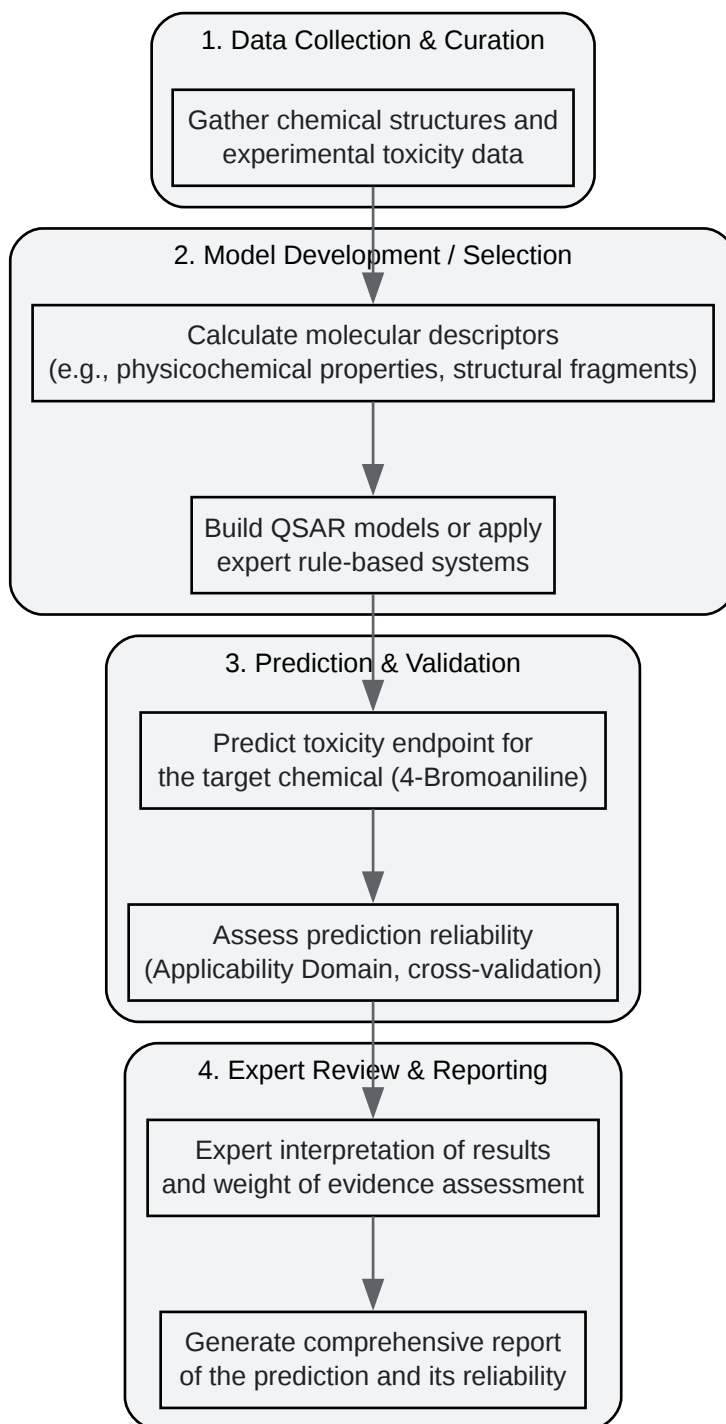 1. Data Collection & Curation
Gather chemical structures and
experimental toxicity data
2. Model Development / Selection
Calculate molecular descriptors
(e.g., physicochemical properties, structural fragments)
Build QSAR models or apply
expert rule-based systems
3. Prediction & Validation
Predict toxicity endpoint for
the target chemical (4-Bromoaniline)
Assess prediction reliability
(Applicability Domain, cross-validation)
4. Expert Review & Reporting
Expert interpretation of results
and weight of evidence assessment
Generate comprehensive report
of the prediction and its reliability